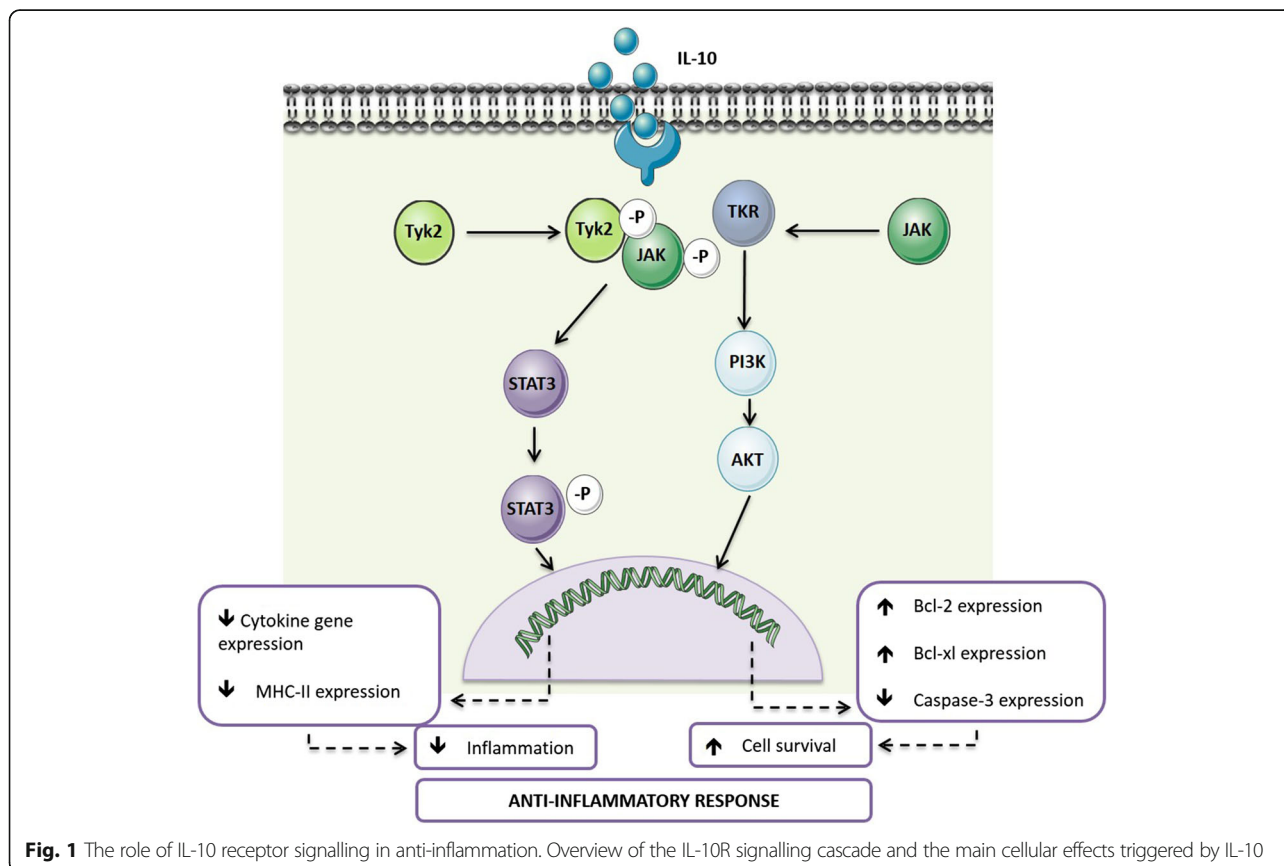 IL-10
Tyk2
Tyk2
-P
JAK
-P
TKR
JAK
STAT3
PI3K
STAT3
-P
AKT
Cytokine gene
expression
MHC-II expression
Bcl-2 expression
Bcl-xl expression
Caspase-3 expression
Inflammation
Cell survival
ANTI-INFLAMMATORY RESPONSE
Fig. 1 The role of IL-10 receptor signalling in anti-inflammation. Overview of the IL-10R signalling cascade and the main cellular effects triggered by IL-10